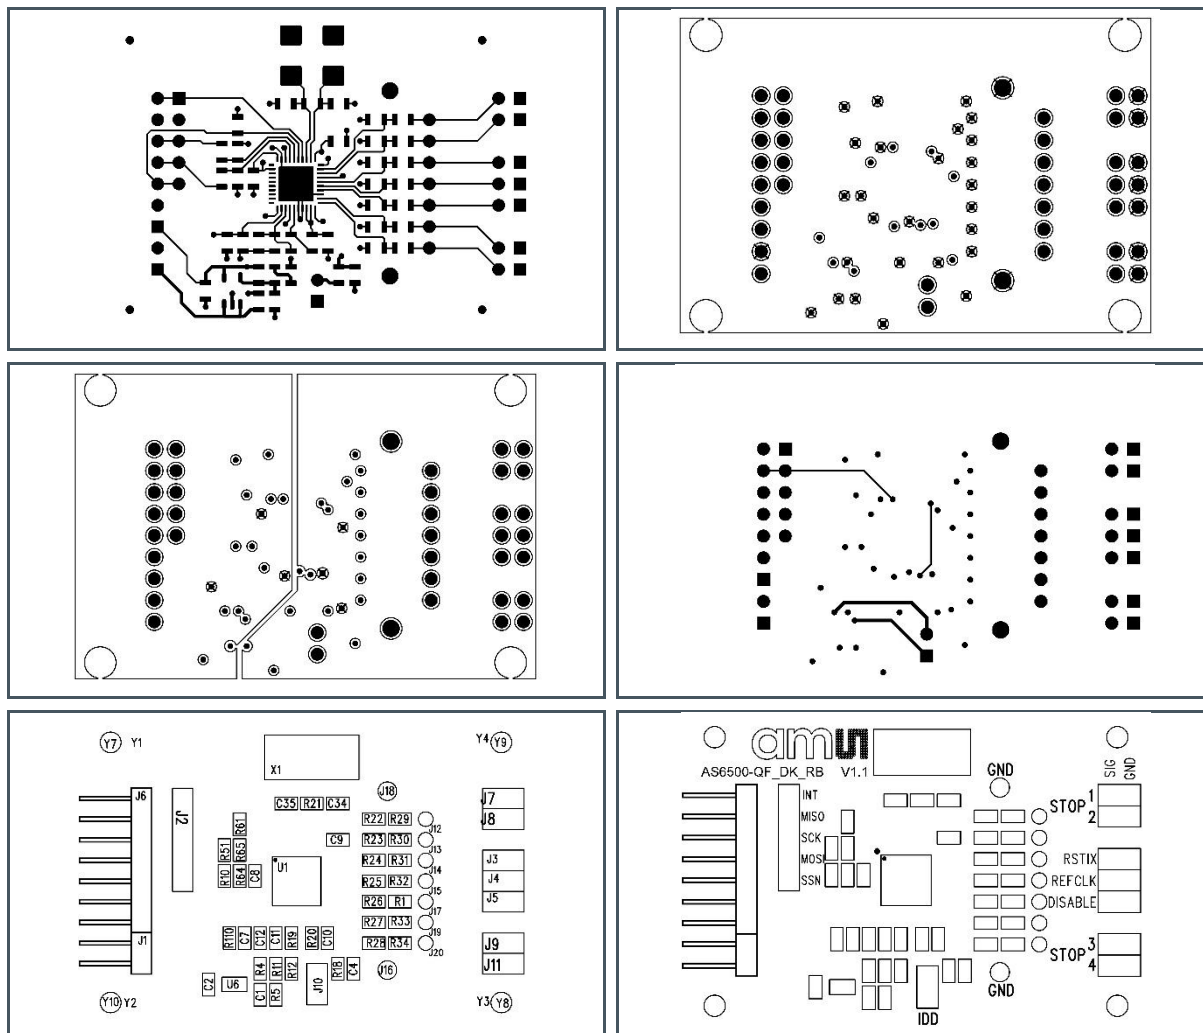 Y7 Y1
Y4 Y9
X1
C35 R21 C34
J18
J6
J2
J7
J8
R61
R22 R29
J12
R51
R65
C9
R23 R30
J13
R24 R31
J14
J3
R10
R64
C8
U1
R25 R32
J15
J4
R26 R1
J17
J5
R27 R33
J19
R110 C7 C12 C11 R19 R20 C10
R28 R34
J20
J1
J9
J11
R4 R11 R12
R18 C4
J16
C2
U6
C1 R5
J10
Y10 Y2
Y3 Y8
amu
AS6500-QF_DK_RB V1.1
SIG
GND
GND
INT
STOP 1
2
MISO
SCK
MOSI
SSN
RSTIX
REFCLK
DISABLE
STOP 3
4
GND
IDD